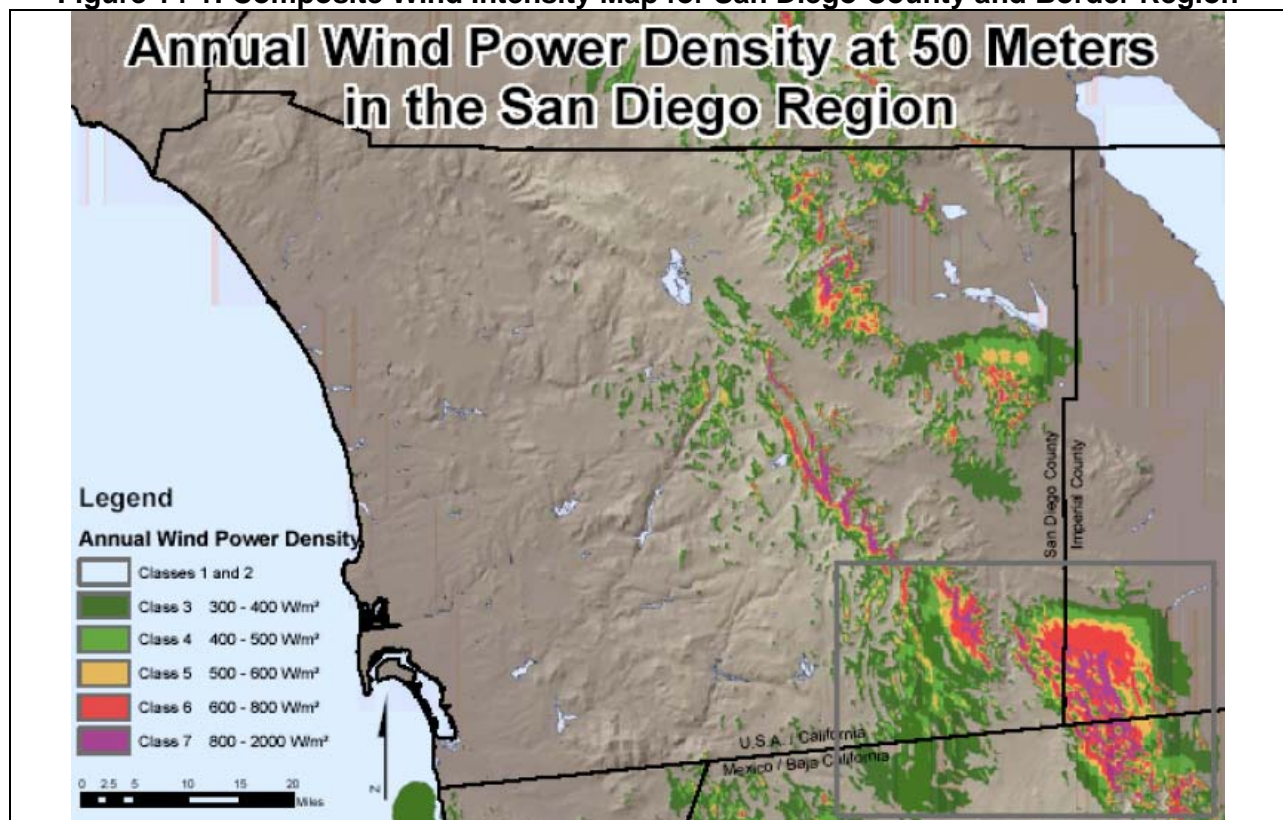 Annual Wind Power Density at 50 Meters
in the San Diego Region
San Diego County
Imperial County
Legend
Annual Wind Power Density
Classes 1 and 2
Class 3 300 - 400 W/m²
Class 4 400 - 500 W/m²
Class 5 500 - 600 W/m²
Class 6 600 - 800 W/m²
Class 7 800 - 2000 W/m²
U.S.A. / California
Mexico / Baja California
0 2.5 5 10 15 20
Miles
N